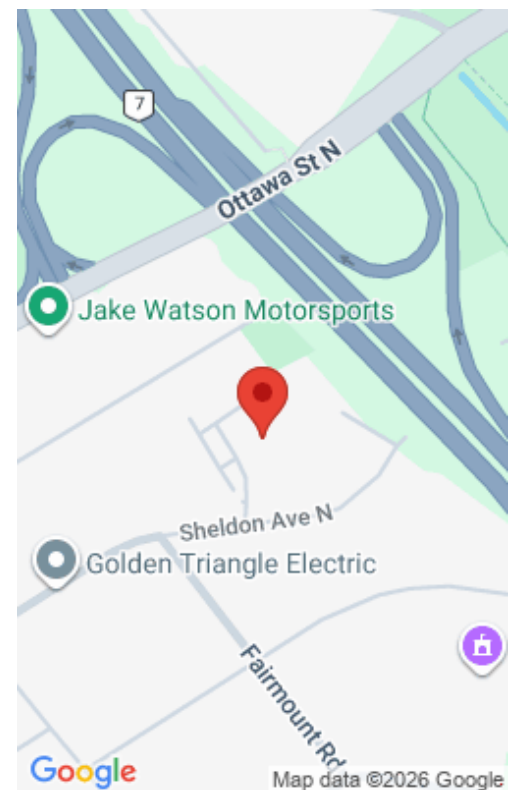 7
Ottawa St N
Jake Watson Motorsports
Sheldon Ave N
Golden Triangle Electric
Fairmount Rd
Google
Map data ©2026 Google